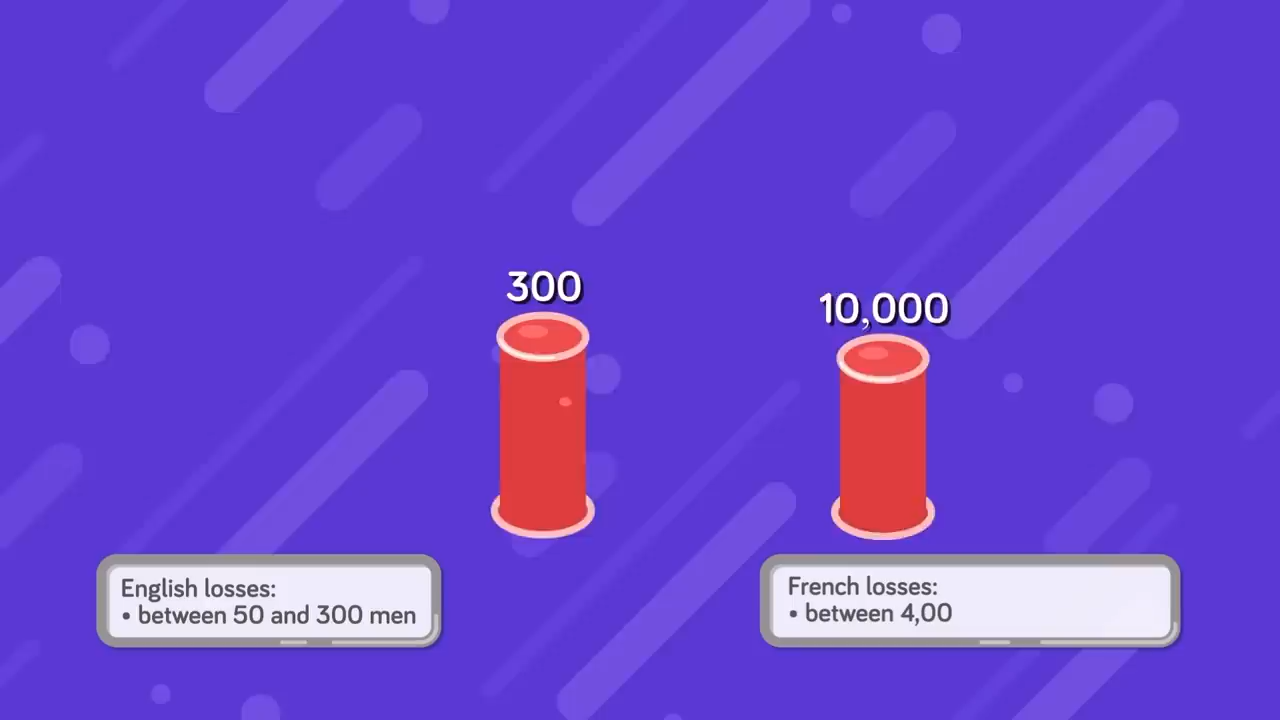 300
10,000
English losses:
• between 50 and 300 men
French losses:
• between 4,00